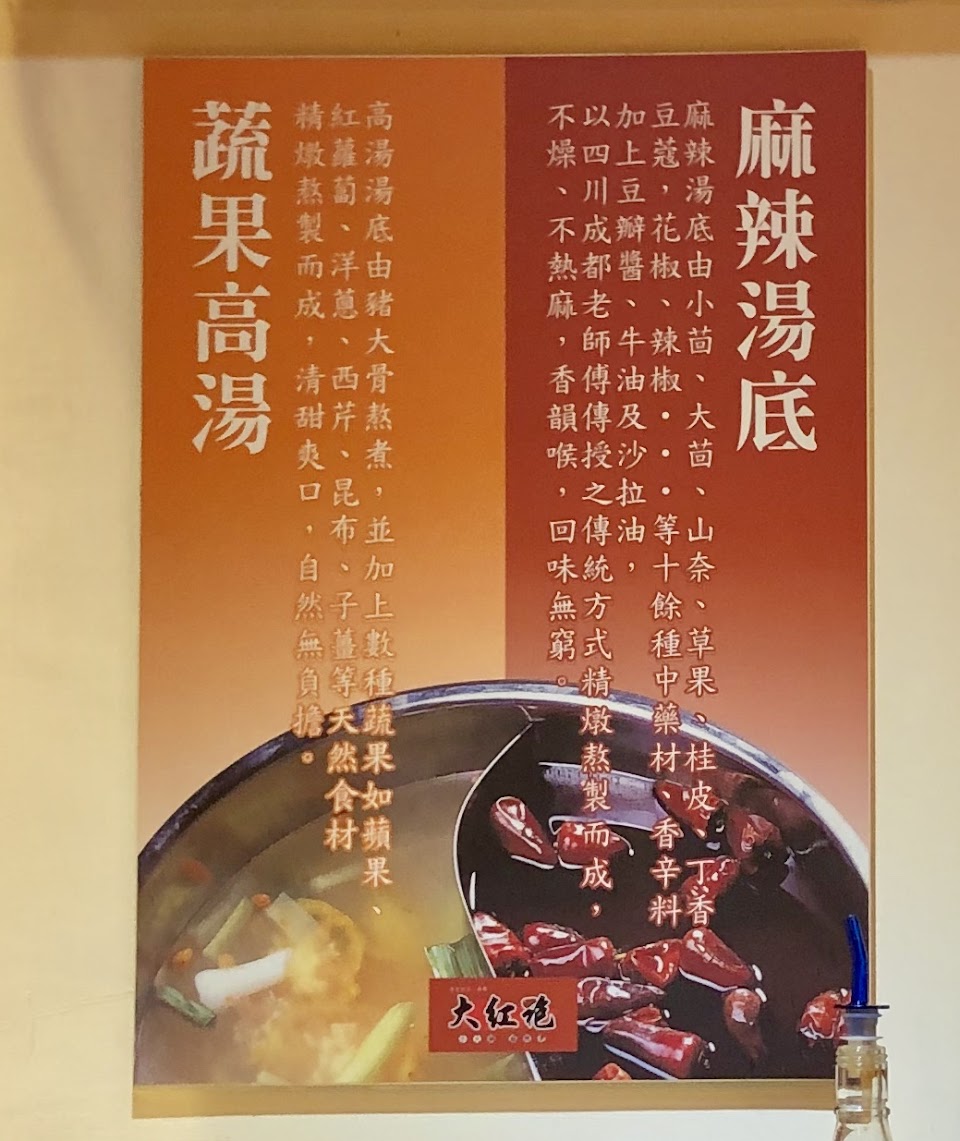 麻辣湯底
麻辣湯底由小茴、大茴、山奈、草果、桂皮、丁香、
豆蔻，花椒、辣椒・・・等十餘種中藥材、香辛料，
加上豆瓣醬、牛油及沙拉油，
以四川成都老師傅傳授之傳統方式精燉熬製而成，
不燥、不熱麻，香韻喉，回味無窮。
蔬果高湯
高湯湯底由豬大骨熬煮，並加上數種蔬果如蘋果、
紅蘿蔔、洋蔥、西芹、昆布、子薑等天然食材
精燉熬製而成，清甜爽口，自然無負擔。
大紅袍